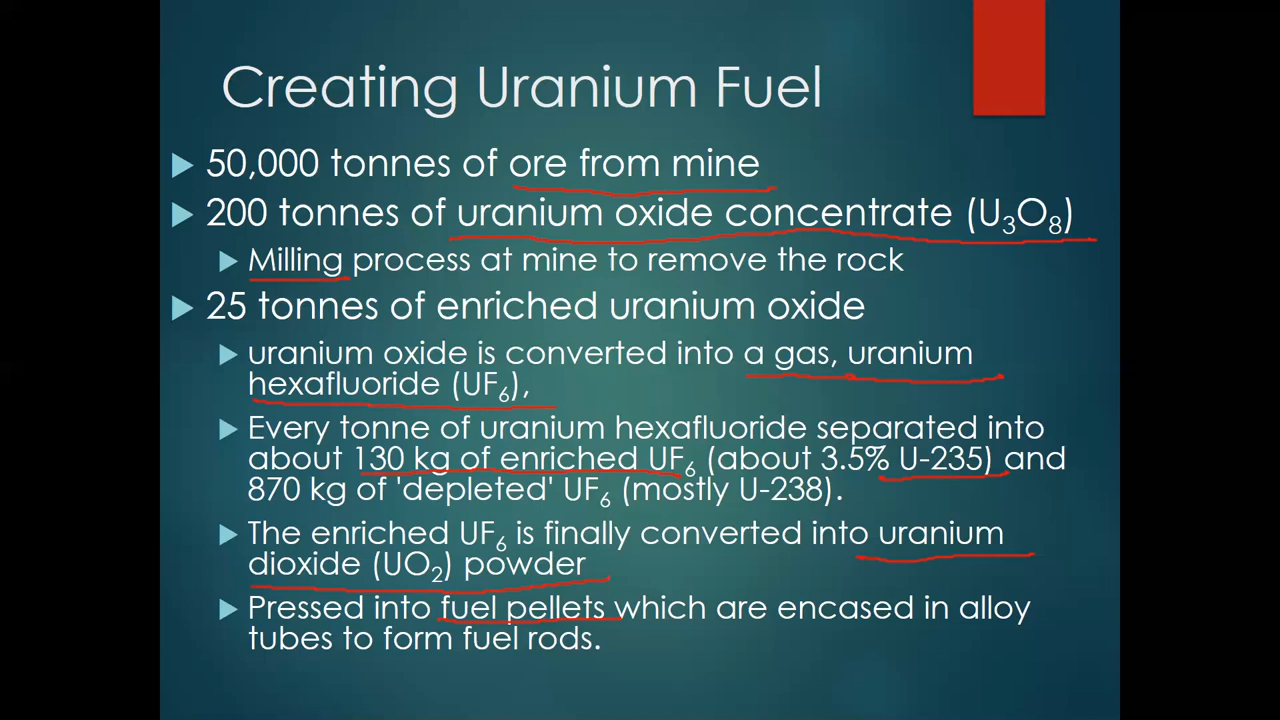 Creating Uranium Fuel
50,000 tonnes of ore from mine
200 tonnes of uranium oxide concentrate (U₃O₈)
Milling process at mine to remove the rock
25 tonnes of enriched uranium oxide
uranium oxide is converted into a gas, uranium
hexafluoride (UF₆),
Every tonne of uranium hexafluoride separated into
about 130 kg of enriched UF₆ (about 3.5% U-235) and
870 kg of 'depleted' UF₆ (mostly U-238).
The enriched UF₆ is finally converted into uranium
dioxide (UO₂) powder
Pressed into fuel pellets which are encased in alloy
tubes to form fuel rods.